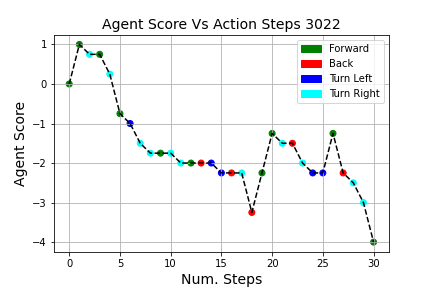 Agent Score Vs Action Steps 3022
Forward
Back
Turn Left
Turn Right
1
0
−1
−2
−3
−4
Agent Score
0 5 10 15 20 25 30
Num. Steps